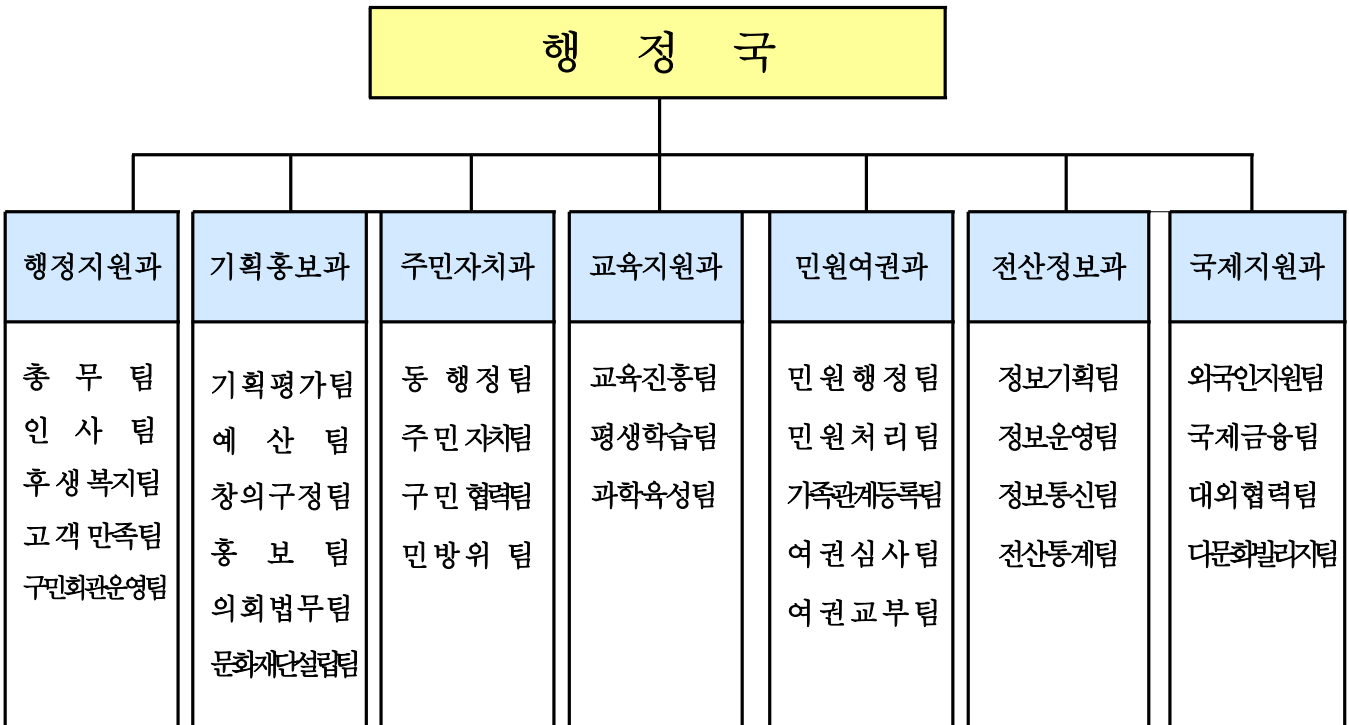 행 정 국
행정지원과
총 무 팀
인 사 팀
후생복지팀
고객만족팀
구민회관운영팀
기획홍보과
기획평가팀
예 산 팀
창의구정팀
홍 보 팀
의회법무팀
문화재단설립팀
주민자치과
동 행정팀
주민자치팀
구민협력팀
민방위 팀
교육지원과
교육진흥팀
평생학습팀
과학육성팀
민원여권과
민원행정팀
민원처리팀
가족관계등록팀
여권심사팀
여권교부팀
전산정보과
정보기획팀
정보운영팀
정보통신팀
전산통계팀
국제지원과
외국인지원팀
국제금융팀
대외협력팀
다문화빌리지팀